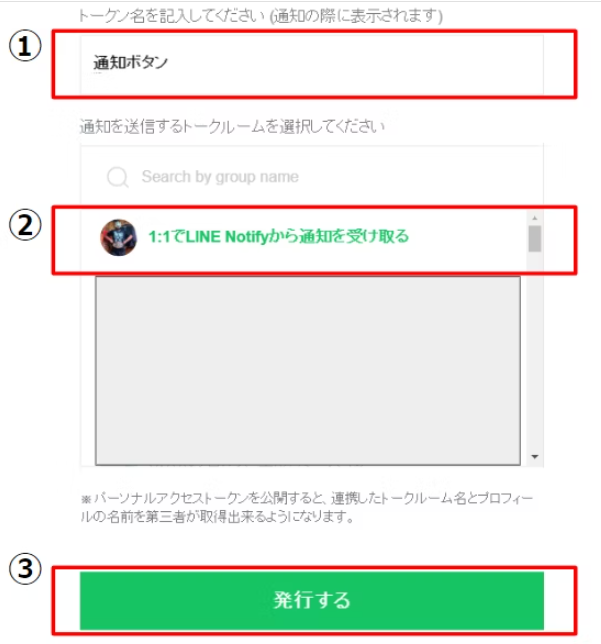 トークン名を記入してください (通知の際に表示されます)
①
通知ボタン
通知を送信するトークルームを選択してください
Search by group name
②
1:1でLINE Notifyから通知を受け取る
※パーソナルアクセストークンを公開すると、連携したトークルーム名とプロフィー
ルの名前を第三者が取得出来るようになります。
③
発行する